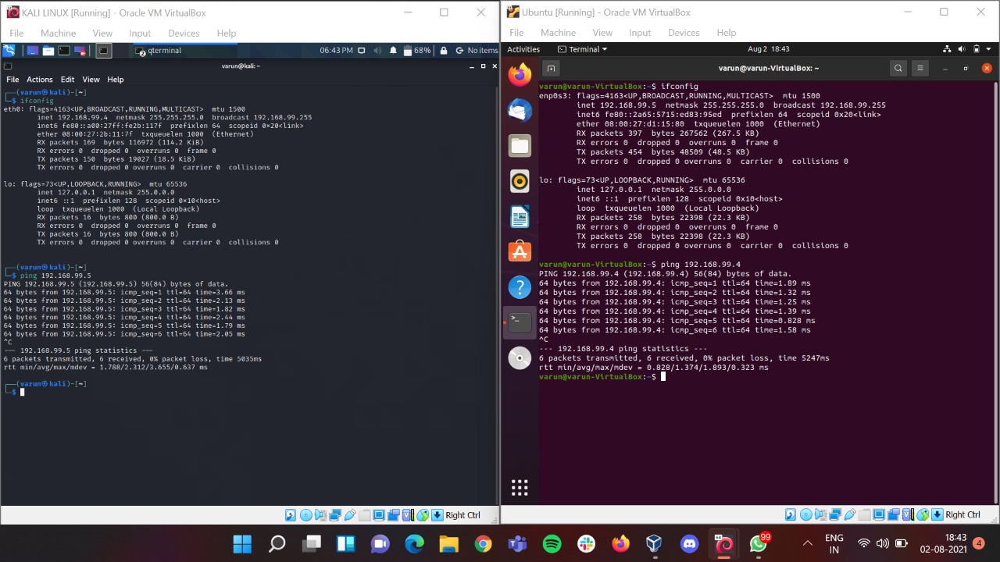 KALI LINUX [Running] - Oracle VM VirtualBox
File Machine View Input Devices Help
qterminal 06:43 PM 68% No items
varun@kali: ~
File Actions Edit View Help
┌──(varun㉿kali)-[~]
└─$ ifconfig
eth0: flags=4163<UP,BROADCAST,RUNNING,MULTICAST>  mtu 1500
inet 192.168.99.4  netmask 255.255.255.0  broadcast 192.168.99.255
inet6 fe80::a00:27ff:fe2b:117f  prefixlen 64  scopeid 0x20<link>
ether 08:00:27:2b:11:7f  txqueuelen 1000  (Ethernet)
RX packets 169  bytes 116972 (114.2 KiB)
RX errors 0  dropped 0  overruns 0  frame 0
TX packets 150  bytes 19027 (18.5 KiB)
TX errors 0  dropped 0 overruns 0  carrier 0  collisions 0
lo: flags=73<UP,LOOPBACK,RUNNING>  mtu 65536
inet 127.0.0.1  netmask 255.0.0.0
inet6 ::1  prefixlen 128  scopeid 0x10<host>
loop  txqueuelen 1000  (Local Loopback)
RX packets 16  bytes 800 (800.0 B)
RX errors 0  dropped 0  overruns 0  frame 0
TX packets 16  bytes 800 (800.0 B)
TX errors 0  dropped 0 overruns 0  carrier 0  collisions 0
┌──(varun㉿kali)-[~]
└─$ ping 192.168.99.5
PING 192.168.99.5 (192.168.99.5) 56(84) bytes of data.
64 bytes from 192.168.99.5: icmp_seq=1 ttl=64 time=3.66 ms
64 bytes from 192.168.99.5: icmp_seq=2 ttl=64 time=2.13 ms
64 bytes from 192.168.99.5: icmp_seq=3 ttl=64 time=1.82 ms
64 bytes from 192.168.99.5: icmp_seq=4 ttl=64 time=2.44 ms
64 bytes from 192.168.99.5: icmp_seq=5 ttl=64 time=1.79 ms
64 bytes from 192.168.99.5: icmp_seq=6 ttl=64 time=2.05 ms
^C
--- 192.168.99.5 ping statistics ---
6 packets transmitted, 6 received, 0% packet loss, time 5035ms
rtt min/avg/max/mdev = 1.788/2.312/3.655/0.637 ms
┌──(varun㉿kali)-[~]
└─$
Right Ctrl
Ubuntu [Running] - Oracle VM VirtualBox
File Machine View Input Devices Help
Activities Terminal Aug 2 18:43
varun@varun-VirtualBox: ~
varun@varun-VirtualBox:~$ ifconfig
enp0s3: flags=4163<UP,BROADCAST,RUNNING,MULTICAST>  mtu 1500
inet 192.168.99.5  netmask 255.255.255.0  broadcast 192.168.99.255
inet6 fe80::2a65:5715:ed83:95ed  prefixlen 64  scopeid 0x20<link>
ether 08:00:27:d1:15:80  txqueuelen 1000  (Ethernet)
RX packets 397  bytes 267562 (267.5 KB)
RX errors 0  dropped 0  overruns 0  frame 0
TX packets 454  bytes 48509 (48.5 KB)
TX errors 0  dropped 0 overruns 0  carrier 0  collisions 0
lo: flags=73<UP,LOOPBACK,RUNNING>  mtu 65536
inet 127.0.0.1  netmask 255.0.0.0
inet6 ::1  prefixlen 128  scopeid 0x10<host>
loop  txqueuelen 1000  (Local Loopback)
RX packets 258  bytes 22398 (22.3 KB)
RX errors 0  dropped 0  overruns 0  frame 0
TX packets 258  bytes 22398 (22.3 KB)
TX errors 0  dropped 0 overruns 0  carrier 0  collisions 0
varun@varun-VirtualBox:~$ ping 192.168.99.4
PING 192.168.99.4 (192.168.99.4) 56(84) bytes of data.
64 bytes from 192.168.99.4: icmp_seq=1 ttl=64 time=1.89 ms
64 bytes from 192.168.99.4: icmp_seq=2 ttl=64 time=1.32 ms
64 bytes from 192.168.99.4: icmp_seq=3 ttl=64 time=1.25 ms
64 bytes from 192.168.99.4: icmp_seq=4 ttl=64 time=1.39 ms
64 bytes from 192.168.99.4: icmp_seq=5 ttl=64 time=0.828 ms
64 bytes from 192.168.99.4: icmp_seq=6 ttl=64 time=1.58 ms
^C
--- 192.168.99.4 ping statistics ---
6 packets transmitted, 6 received, 0% packet loss, time 5247ms
rtt min/avg/max/mdev = 0.828/1.374/1.893/0.323 ms
varun@varun-VirtualBox:~$
Right Ctrl
99
ENG
IN
18:43
02-08-2021
4